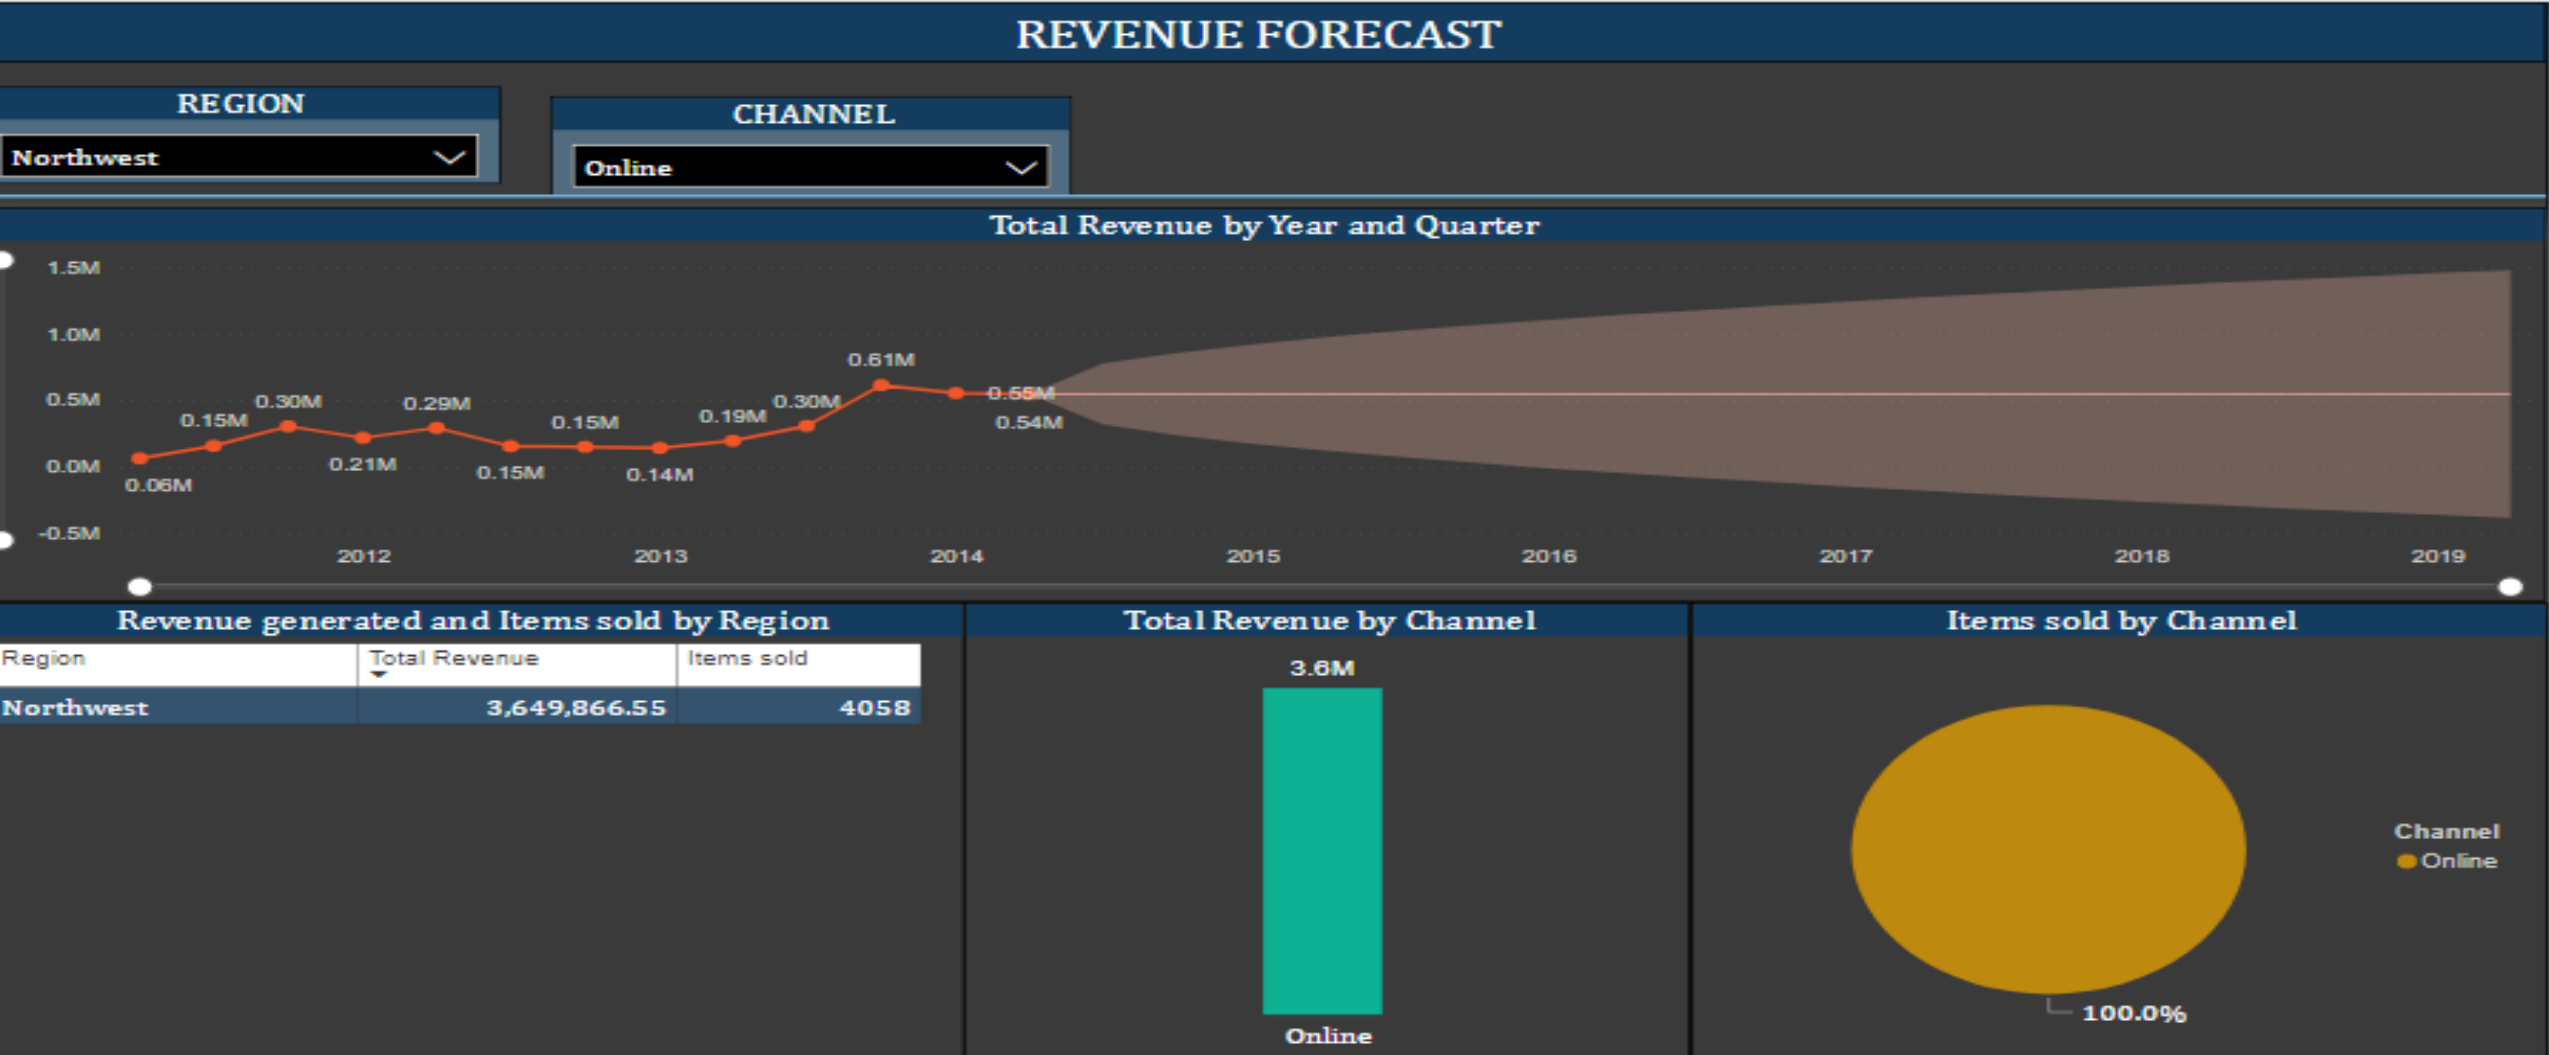 REVENUE FORECAST
REGION
Northwest
CHANNEL
Online
Total Revenue by Year and Quarter
1.5M
1.0M
0.5M
0.0M
-0.5M
0.06M
0.15M
0.30M
0.21M
0.29M
0.15M
0.15M
0.14M
0.19M
0.30M
0.61M
0.55M
0.54M
2012 2013 2014 2015 2016 2017 2018 2019
Revenue generated and Items sold by Region
Region Total Revenue Items sold
Northwest 3,649,866.55 4058
Total Revenue by Channel
3.6M
Online
Items sold by Channel
100.0%
Channel
Online